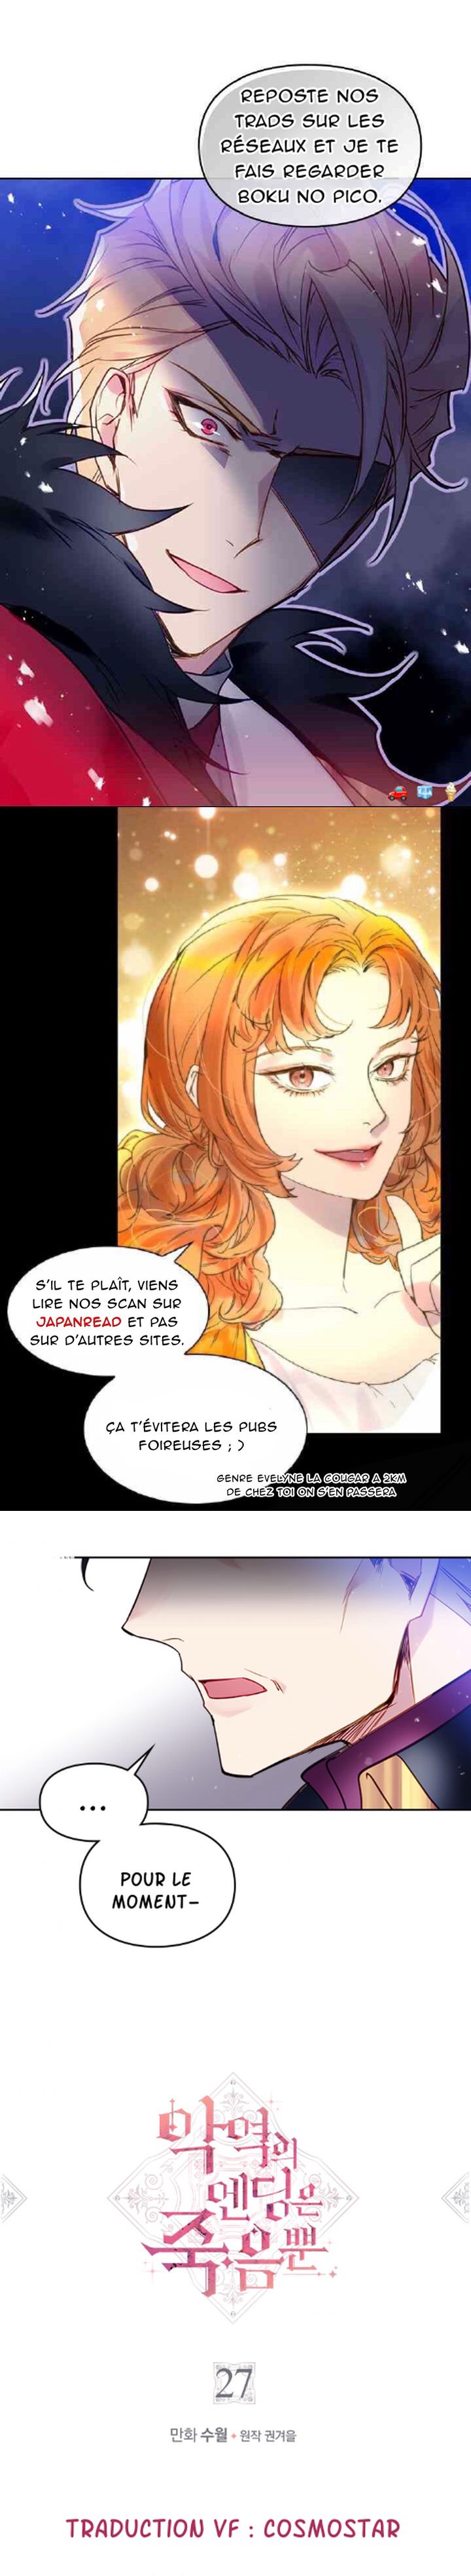 REPOSTE NOS
TRADS SUR LES
RÉSEAUX ET JE TE
FAIS REGARDER
BOKU NO PICO.
S'IL TE PLAÎT, VIENS
LIRE NOS SCAN SUR
JAPANREAD ET PAS
SUR D'AUTRES SITES.
ÇA T'ÉVITERA LES PUBS
FOIREUSES ; )
GENRE EVELYNE LA COUGAR A 2KM
DE CHEZ TOI ON S'EN PASSERA
...
POUR LE
MOMENT-
악역의
엔딩은
죽음뿐
27
만화 수월 • 원작 권겨을
TRADUCTION VF : COSMOSTAR